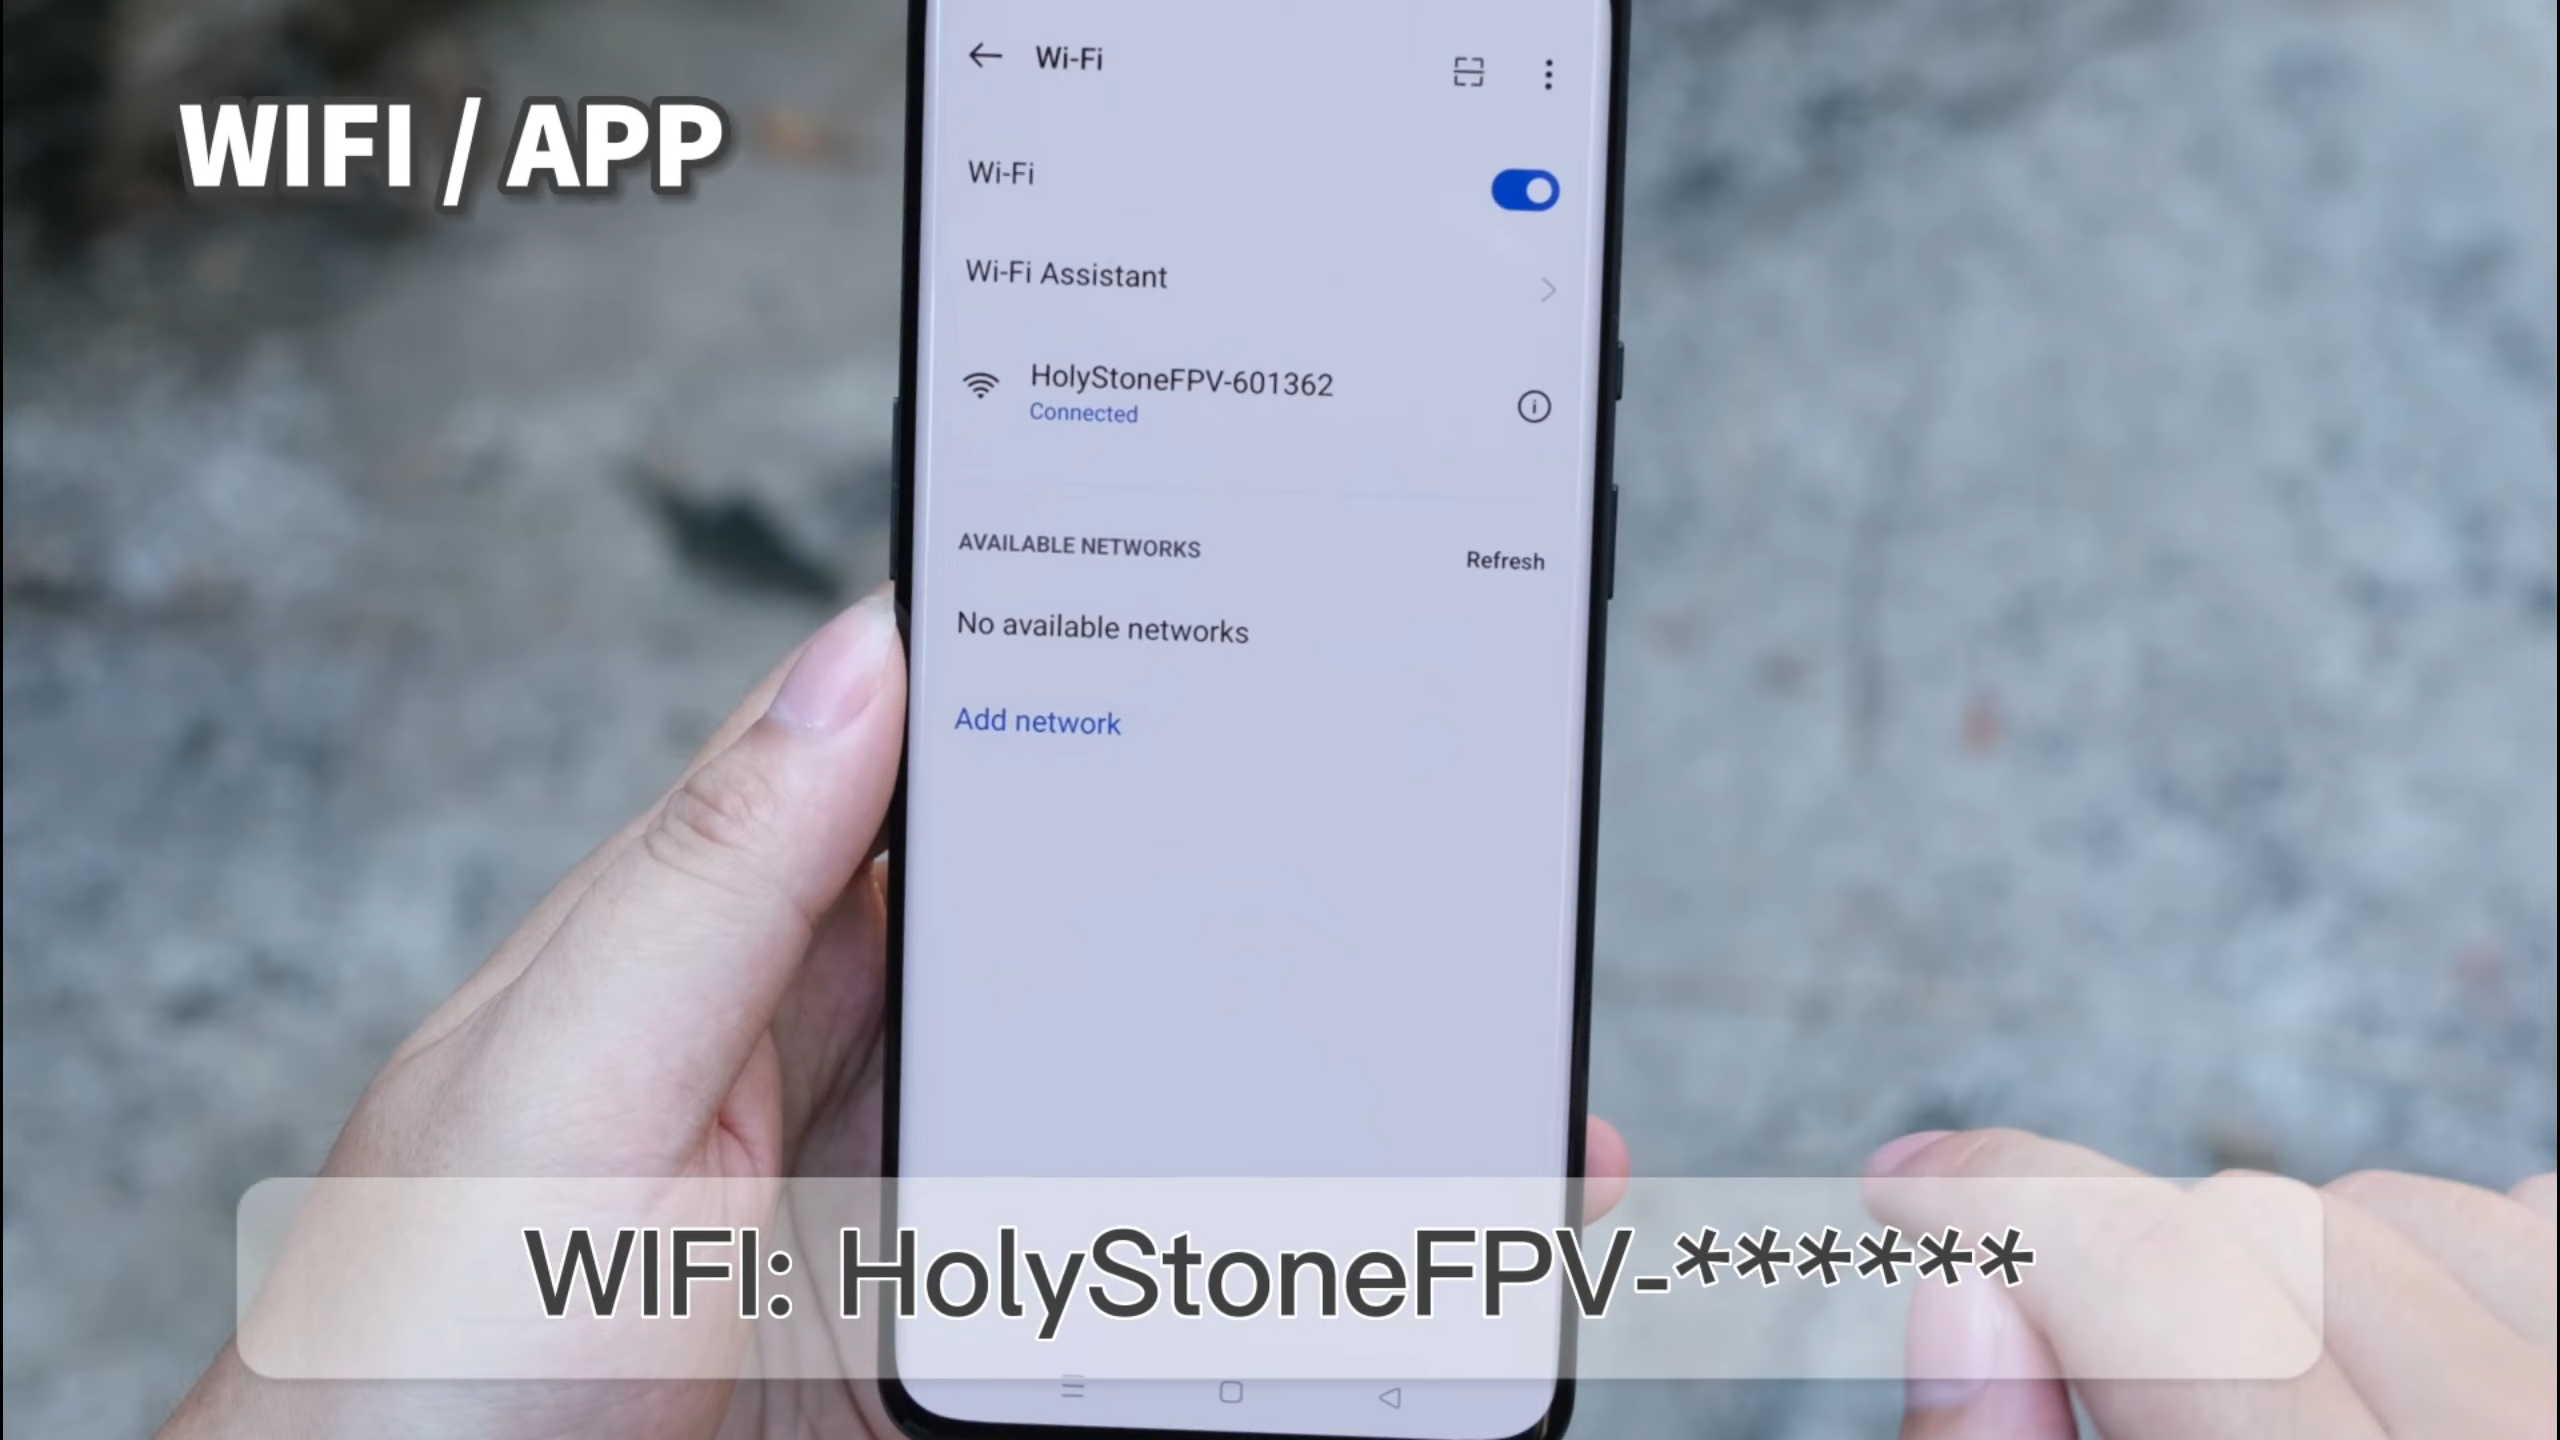 WIFI / APP
Wi-Fi
Wi-Fi
Wi-Fi Assistant
HolyStoneFPV-601362
Connected
AVAILABLE NETWORKS
Refresh
No available networks
Add network
WIFI: HolyStoneFPV-******